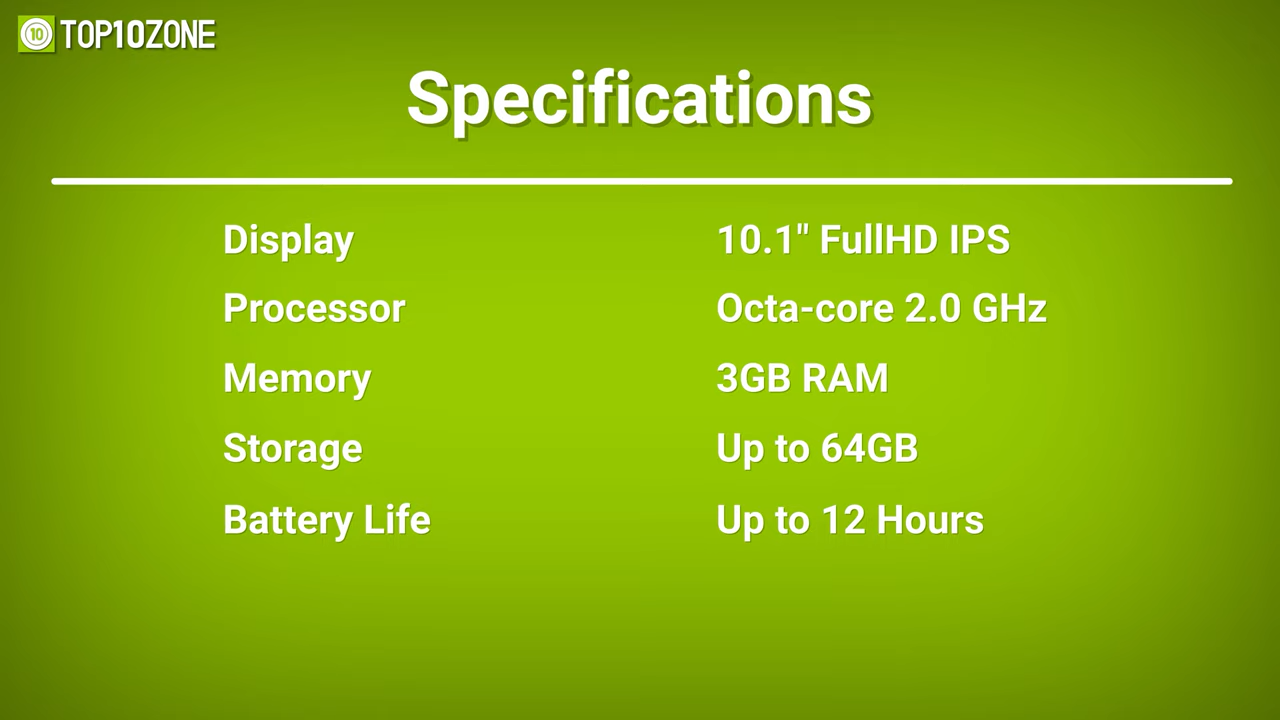 10 TOP10ZONE
Specifications
Display 10.1" FullHD IPS
Processor Octa-core 2.0 GHz
Memory 3GB RAM
Storage Up to 64GB
Battery Life Up to 12 Hours